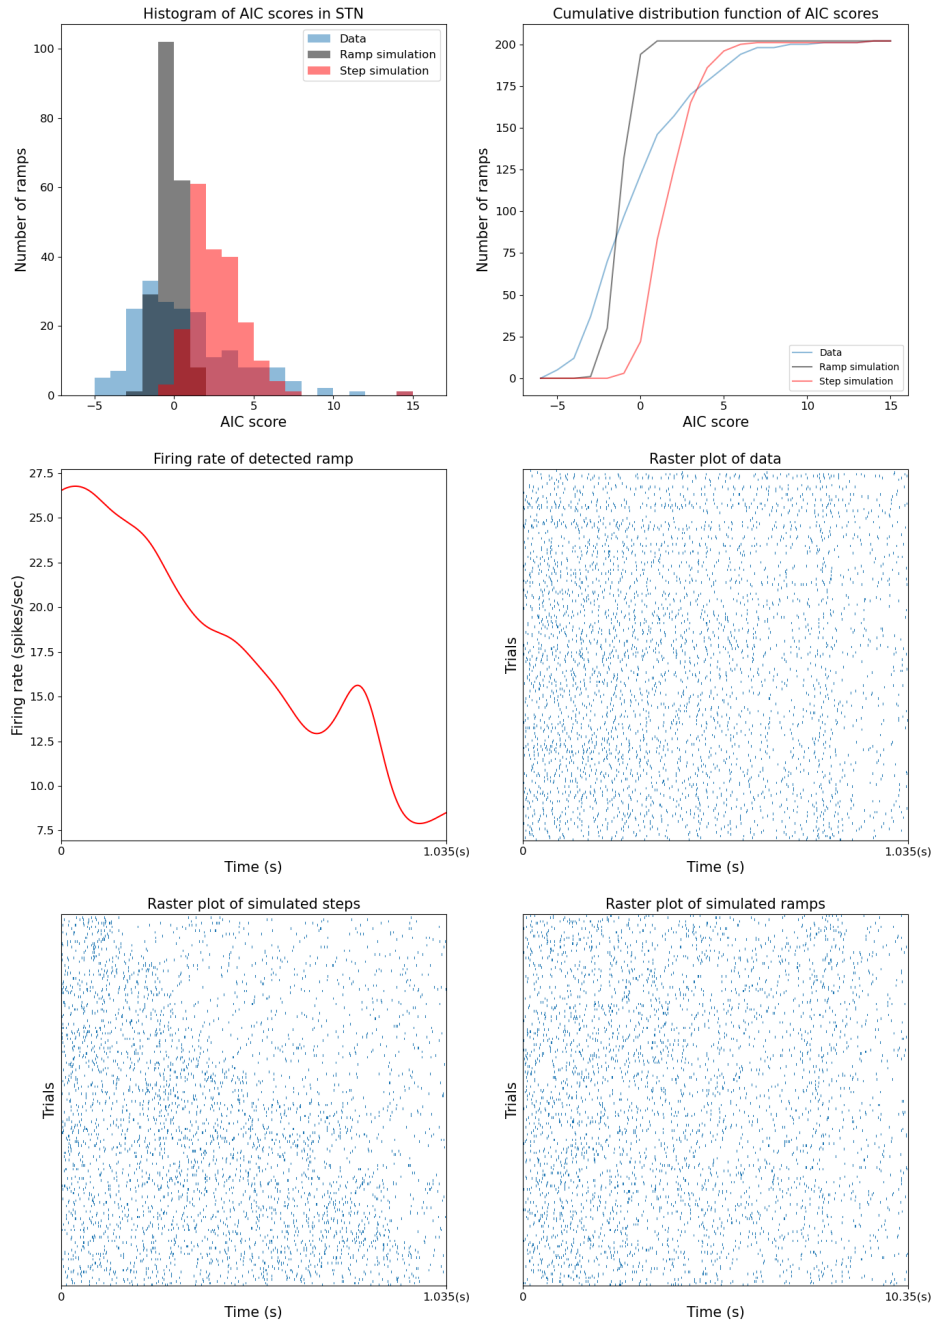 Histogram of AIC scores in STN
Number of ramps
100
80
60
40
20
0
Data
Ramp simulation
Step simulation
−5
0
5
10
15
AIC score
Cumulative distribution function of AIC scores
Number of ramps
200
175
150
125
100
75
50
25
0
Data
Ramp simulation
Step simulation
−5
0
5
10
15
AIC score
Firing rate of detected ramp
Firing rate (spikes/sec)
27.5
25.0
22.5
20.0
17.5
15.0
12.5
10.0
7.5
0
1.035(s)
Time (s)
Raster plot of data
Trials
0
1.035(s)
Time (s)
Raster plot of simulated steps
Trials
0
1.035(s)
Time (s)
Raster plot of simulated ramps
Trials
0
10.35(s)
Time (s)